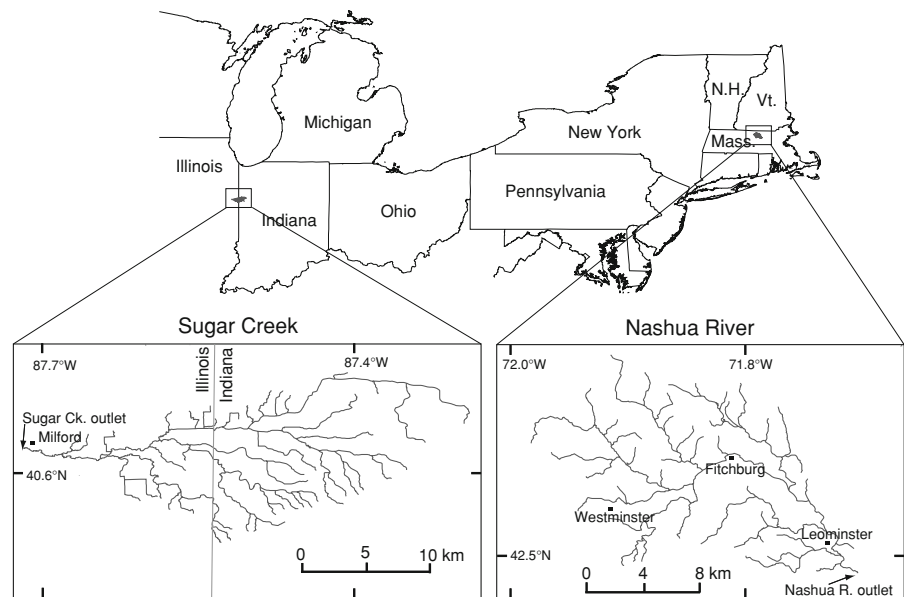 Michigan
N.H.
Vt.
New York
Mass.
Illinois
Pennsylvania
Indiana
Ohio
Sugar Creek
Nashua River
87.7°W
Illinois
Indiana
87.4°W
Sugar Ck. outlet
Milford
40.6°N
0 5 10 km
72.0°W
71.8°W
Fitchburg
Westminster
Leominster
42.5°N
0 4 8 km
Nashua R. outlet